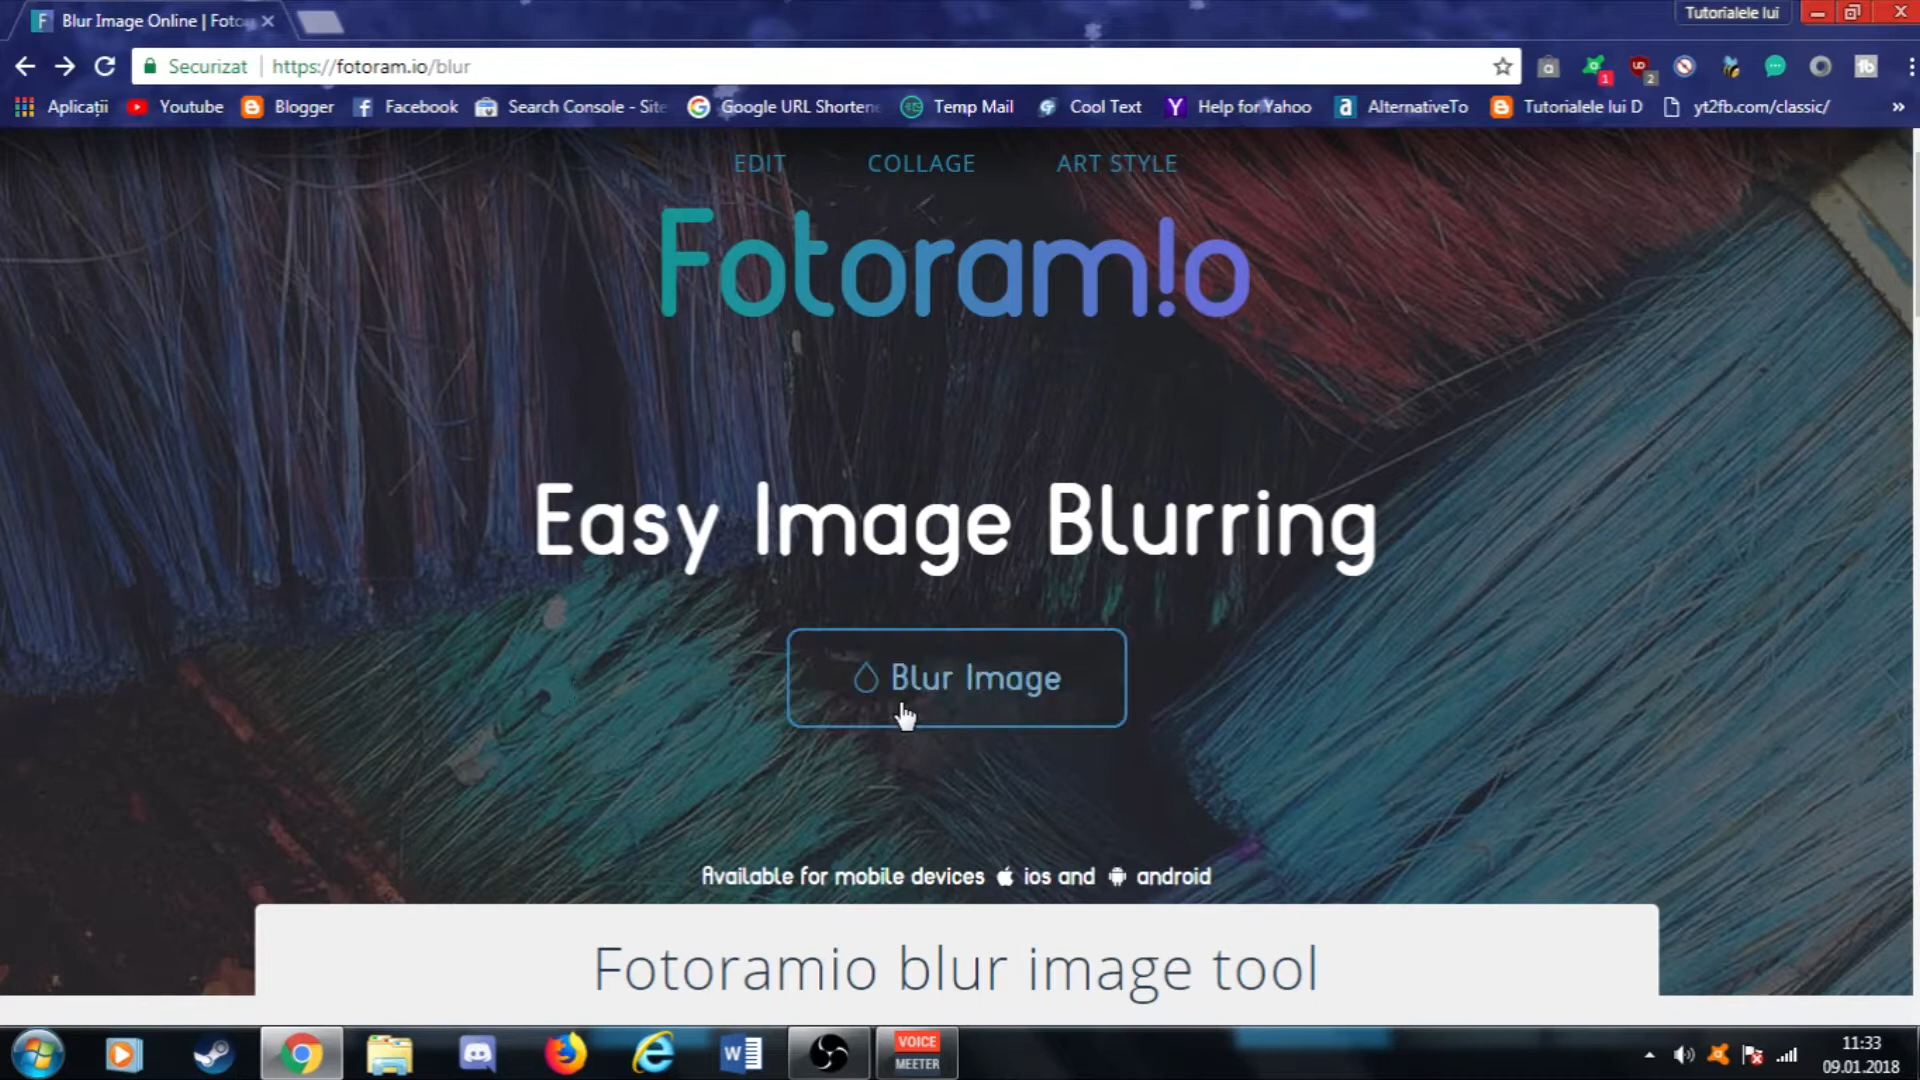 Blur Image Online | Foto
Tutorialele lui
Securizat
https://fotoram.io/blur
1
2
Aplicații
Youtube
Blogger
Facebook
Search Console - Site
Google URL Shortene
Temp Mail
Cool Text
Help for Yahoo
AlternativeTo
Tutorialele lui D
yt2fb.com/classic/
»
EDIT
COLLAGE
ART STYLE
Fotoram!o
Easy Image Blurring
Blur Image
Available for mobile devices ios and android
Fotoramio blur image tool
VOICE
MEETER
11:33
09.01.2018